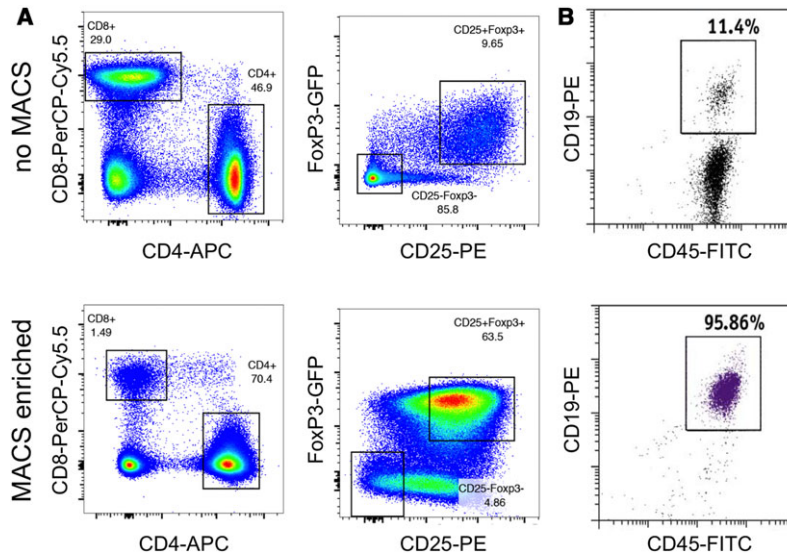 A
no MACS
CD8-PerCP-Cy5.5
CD8+
29.0
CD4+
46.9
CD4-APC
FoxP3-GFP
CD25+Foxp3+
9.65
CD25-Foxp3-
85.8
CD25-PE
B
11.4%
CD19-PE
CD45-FITC
MACS enriched
CD8-PerCP-Cy5.5
CD8+
1.49
CD4+
70.4
CD4-APC
FoxP3-GFP
CD25+Foxp3+
63.5
CD25-Foxp3-
4.86
CD25-PE
95.86%
CD19-PE
CD45-FITC